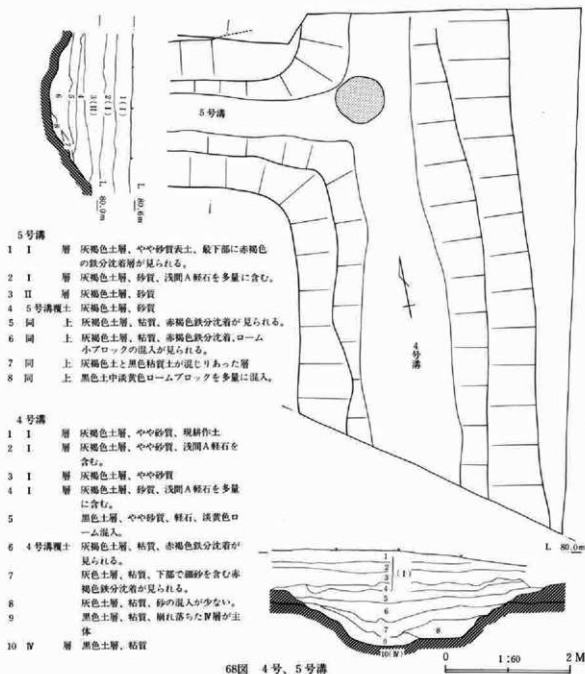 6
5
4
3(II)
2(I)
1(I)
8
7
L 80.0m
L 80.6m
5号溝
4号溝
5号溝
1 I 層 灰褐色土層、やや砂質表土、最下部に赤褐色
の鉄分沈着層が見られる。
2 I 層 灰褐色土層、砂質、浅間A軽石を多量に含む。
3 II 層 灰褐色土層、砂質
4 5号溝覆土 灰褐色土層、砂質
5 同 上 灰褐色土層、粘質、赤褐色鉄分沈着が見られる。
6 同 上 灰褐色土層、粘質、赤褐色鉄分沈着、ローム
小ブロックの混入が見られる。
7 同 上 灰褐色土と黒色粘質土が混じりあった層
8 同 上 黒色土中淡黄色ロームブロックを多量に混入。
4号溝
1 I 層 灰褐色土層、やや砂質、現耕作土
2 I 層 灰褐色土層、やや砂質、浅間A軽石を
含む。
3 I 層 灰褐色土層、やや砂質
4 I 層 灰褐色土層、砂質、浅間A軽石を多量
に含む。
5 黒色土層、やや砂質、軽石、淡黄色ロ
ーム混入。
6 4号溝覆土 灰褐色土層、粘質、赤褐色鉄分沈着が
見られる。
7 灰色土層、粘質、下部で細砂を含む赤
褐色鉄分沈着が見られる。
8 灰色土層、粘質、砂の混入が少ない。
9 黒色土層、粘質、崩れ落ちたIV層が主
体
10 IV 層 黒色土層、粘質
L 80.0m
1
2
3
4
(I)
5
6
7
8
9
10(IV)
0 1:60 2 M
68図 4号、5号溝